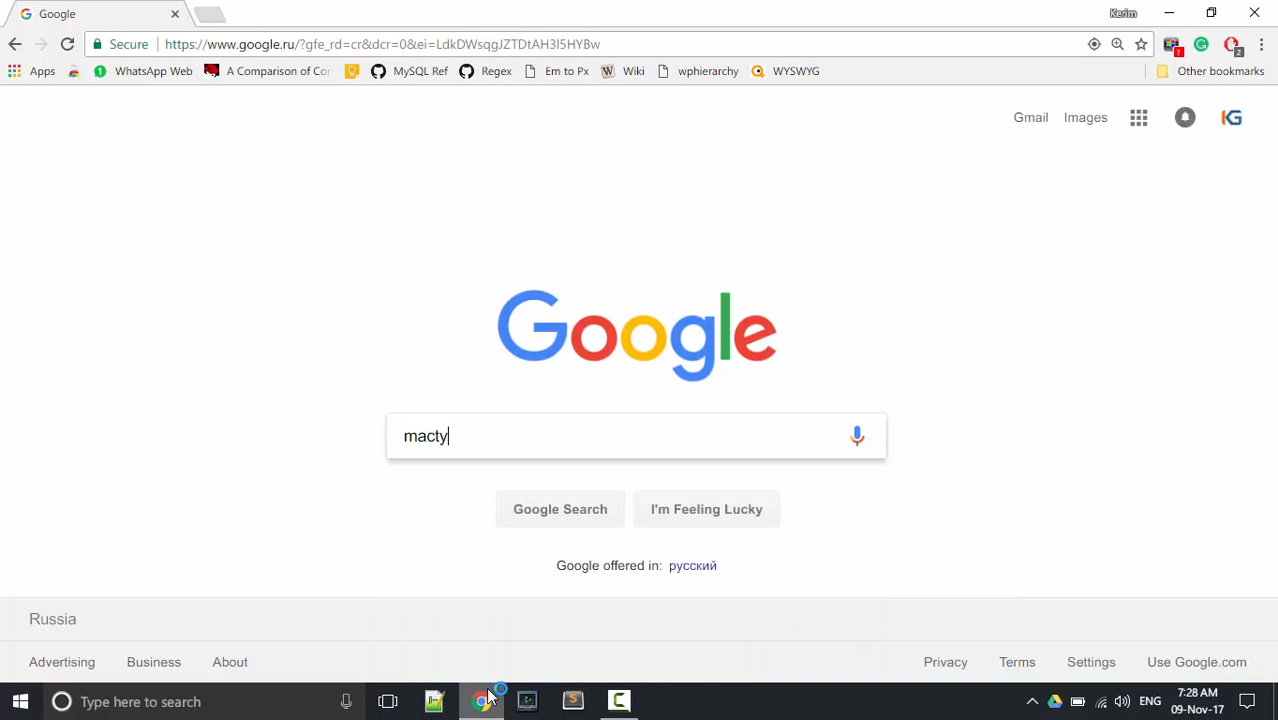 Google
Kerim
Secure
https://www.google.ru/?gfe_rd=cr&dcr=0&ei=LdkDWsqgJZTDtAH3l5HYBw
Apps
WhatsApp Web
A Comparison of Co
MySQL Ref
Regex
Em to Px
Wiki
wphierarchy
WYSWYG
Other bookmarks
Gmail
Images
KG
Google
macty
Google Search
I'm Feeling Lucky
Google offered in: русский
Russia
Advertising
Business
About
Privacy
Terms
Settings
Use Google.com
Type here to search
ENG
7:28 AM
09-Nov-17